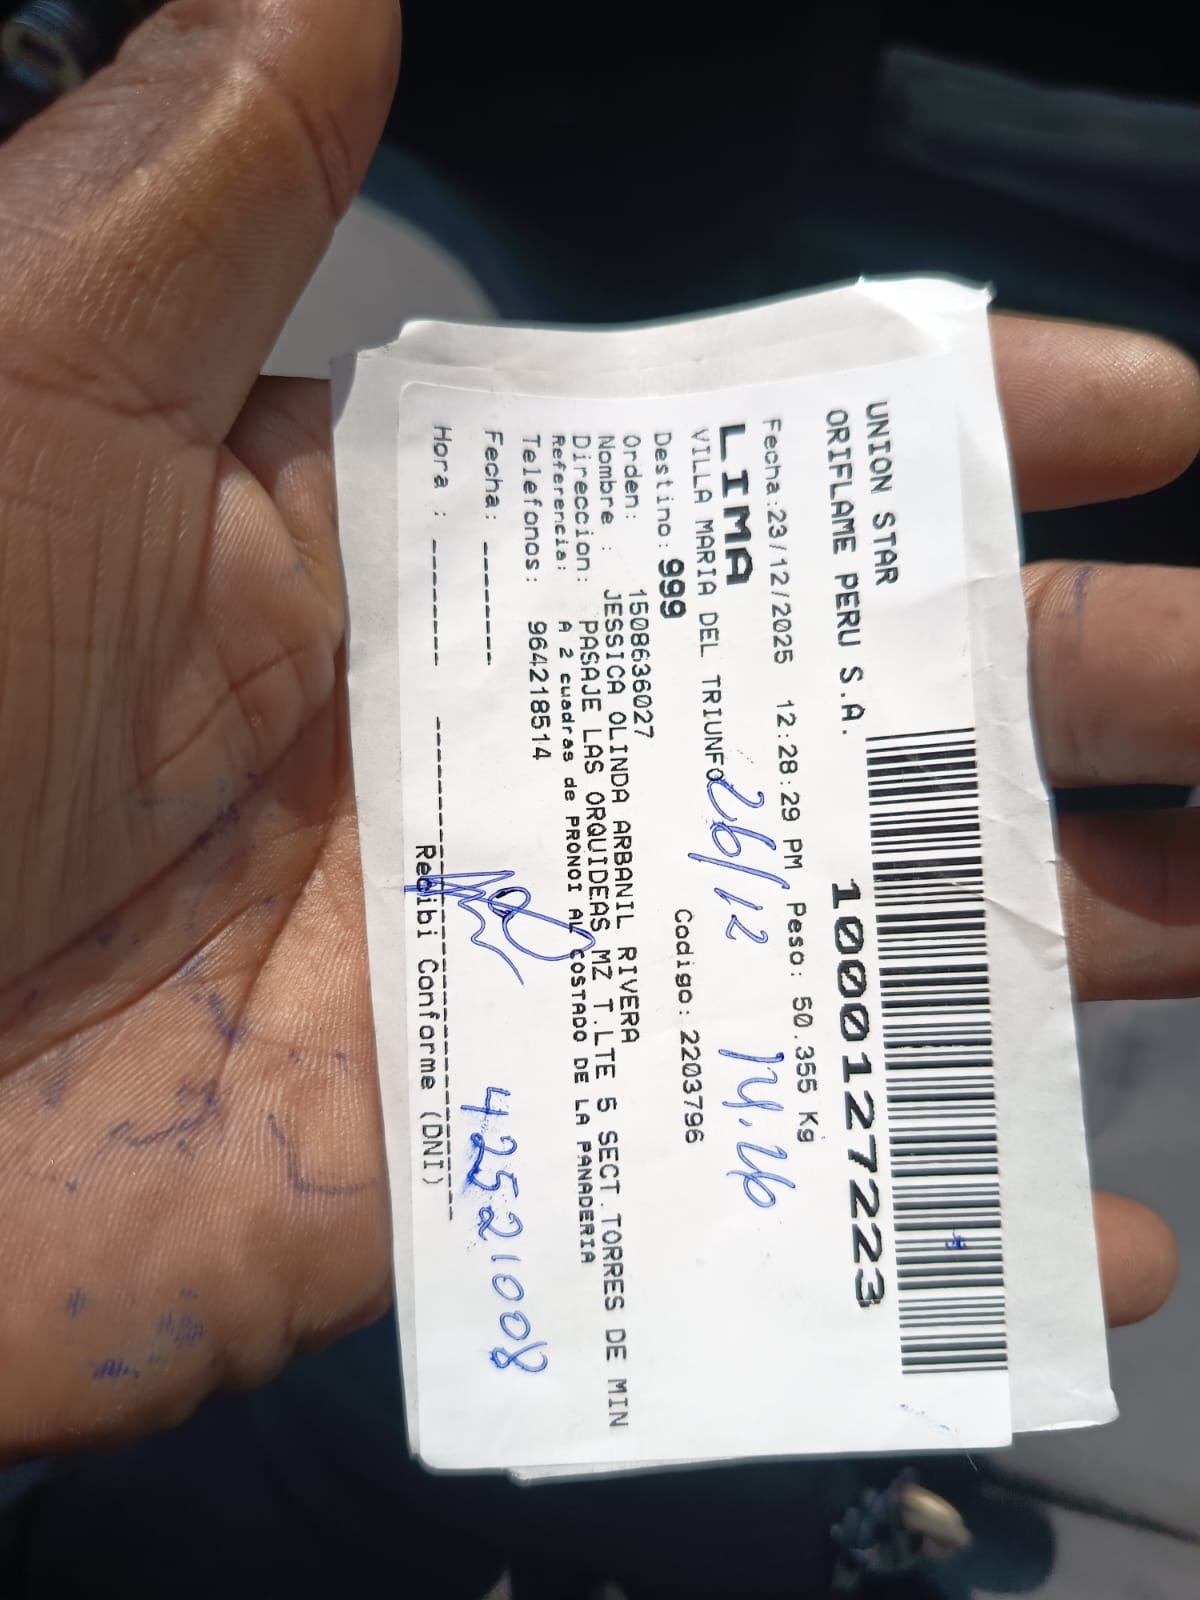 UNION STAR
ORIFLAME PERU S.A.
1000127223
Fecha:23/12/2025 12:28:29 PM Peso: 50.355 Kg
LIMA
VILLA MARIA DEL TRIUNFO
26/12 14.26
Destino: 999 Codigo: 2203796
Orden: 1508636027
Nombre : JESSICA OLINDA ARBANIL RIVERA
Direccion: PASAJE LAS ORQUIDEAS MZ T.LTE 5 SECT.TORRES DE MIN
Referencia: A 2 cuadras de PRONOI AL COSTADO DE LA PANADERIA
Telefonos: 964218514
Fecha: -------
42521008
Hora : ------- -----------------------------
Recibi Conforme (DNI)